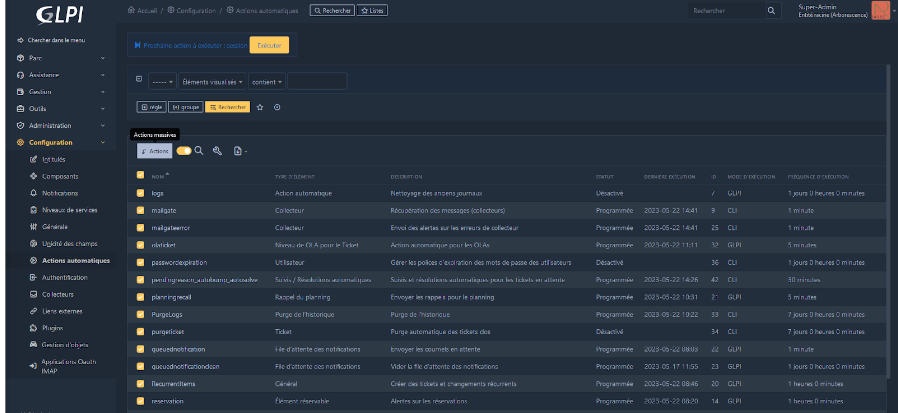 GLPI
Accueil / Configuration / Actions automatiques Rechercher Listes
Rechercher
Super-Admin
Entité racine (Arborescence)
Chercher dans le menu
Parc
Assistance
Gestion
Outils
Administration
Configuration
Intitulés
Composants
Notifications
Niveaux de services
Générale
Unicité des champs
Actions automatiques
Authentification
Collecteurs
Liens externes
Plugins
Gestion d'objets
Applications Oauth
IMAP
Prochaine action à exécuter : session Exécuter
----- Éléments visualisés contient
règle groupe Rechercher
Actions massives
Actions
NOM TYPE D'ÉLÉMENT DESCRIPTION STATUT DERNIÈRE EXÉCUTION ID MODE D'EXÉCUTION FRÉQUENCE D'EXÉCUTION
logs Action automatique Nettoyage des anciens journaux Désactivé 7 GLPI 1 jours 0 heures 0 minutes
mailgate Collecteur Récupération des messages (collecteurs) Programmée 2023-05-22 14:41 9 CLI 1 minute
mailgateerror Collecteur Envoi des alertes sur les erreurs de collecteur Programmée 2023-05-22 14:41 25 CLI 1 minute
olaticket Niveau de OLA pour le Ticket Action automatique pour les OLAs Programmée 2023-05-22 11:11 32 GLPI 5 minutes
passwordexpiration Utilisateur Gérer les polices d'expiration des mots de passe des utilisateurs Désactivé 36 CLI 1 jours 0 heures 0 minutes
pendingreason_autobump_autosolve Suivis / Résolutions automatiques Suivis et résolutions automatiques pour les tickets en attente Programmée 2023-05-22 14:26 42 CLI 30 minutes
planningrecall Rappel du planning Envoyer les rappels pour le planning Programmée 2023-05-22 10:31 21 GLPI 5 minutes
PurgeLogs Purge de l'historique Purge de l'historique Programmée 2023-05-22 10:22 33 CLI 7 jours 0 heures 0 minutes
purgeticket Ticket Purge automatique des tickets clos Désactivé 34 CLI 7 jours 0 heures 0 minutes
queuednotification File d'attente des notifications Envoyer les courriels en attente Programmée 2023-05-22 08:03 22 GLPI 1 minute
queuednotificationclean File d'attente des notifications Vider la file d'attente des notifications Programmée 2023-05-17 11:55 23 GLPI 1 jours 0 heures 0 minutes
RecurrentItems Général Créer des tickets et changements récurrents Programmée 2023-05-22 08:46 20 GLPI 1 heures 0 minutes
reservation Élément réservable Alertes sur les réservations Programmée 2023-05-22 08:20 14 GLPI 1 heures 0 minutes